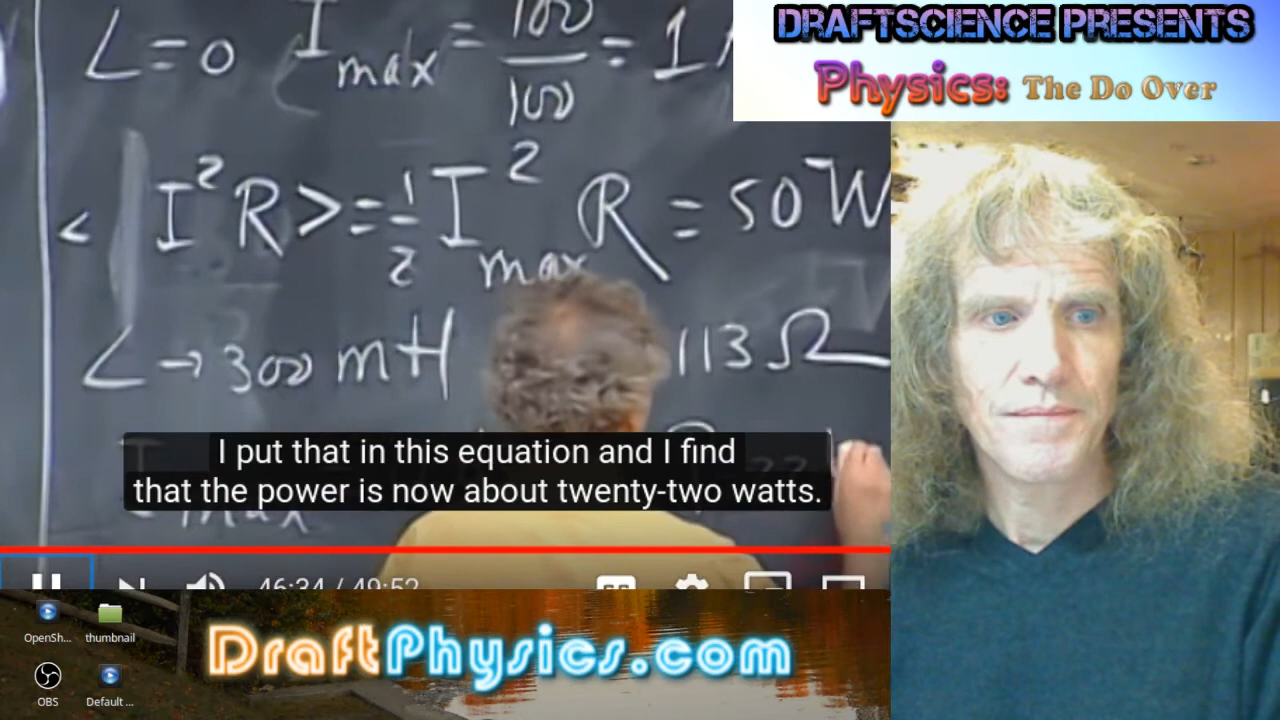 DRAFTSCIENCE PRESENTS
Physics: The Do Over
L = 0 I max = 100/100 = 1
< I² R > = 1/2 I² max R = 50 W
L → 300 mH 113 Ω
I put that in this equation and I find
that the power is now about twenty-two watts.
max
46:34 / 49:52
OpenSh... thumbnail
DraftPhysics.com
OBS Default ...